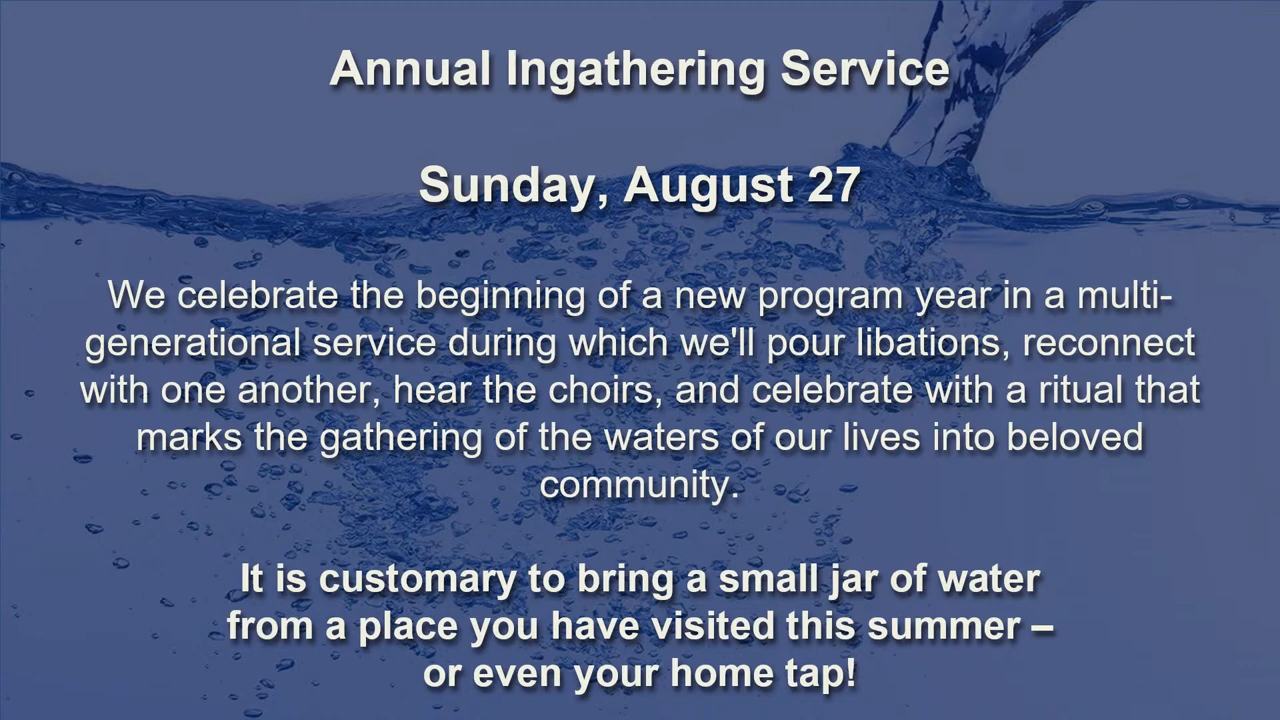 Annual Ingathering Service
Sunday, August 27
We celebrate the beginning of a new program year in a multi-
generational service during which we'll pour libations, reconnect
with one another, hear the choirs, and celebrate with a ritual that
marks the gathering of the waters of our lives into beloved
community.
It is customary to bring a small jar of water
from a place you have visited this summer –
or even your home tap!